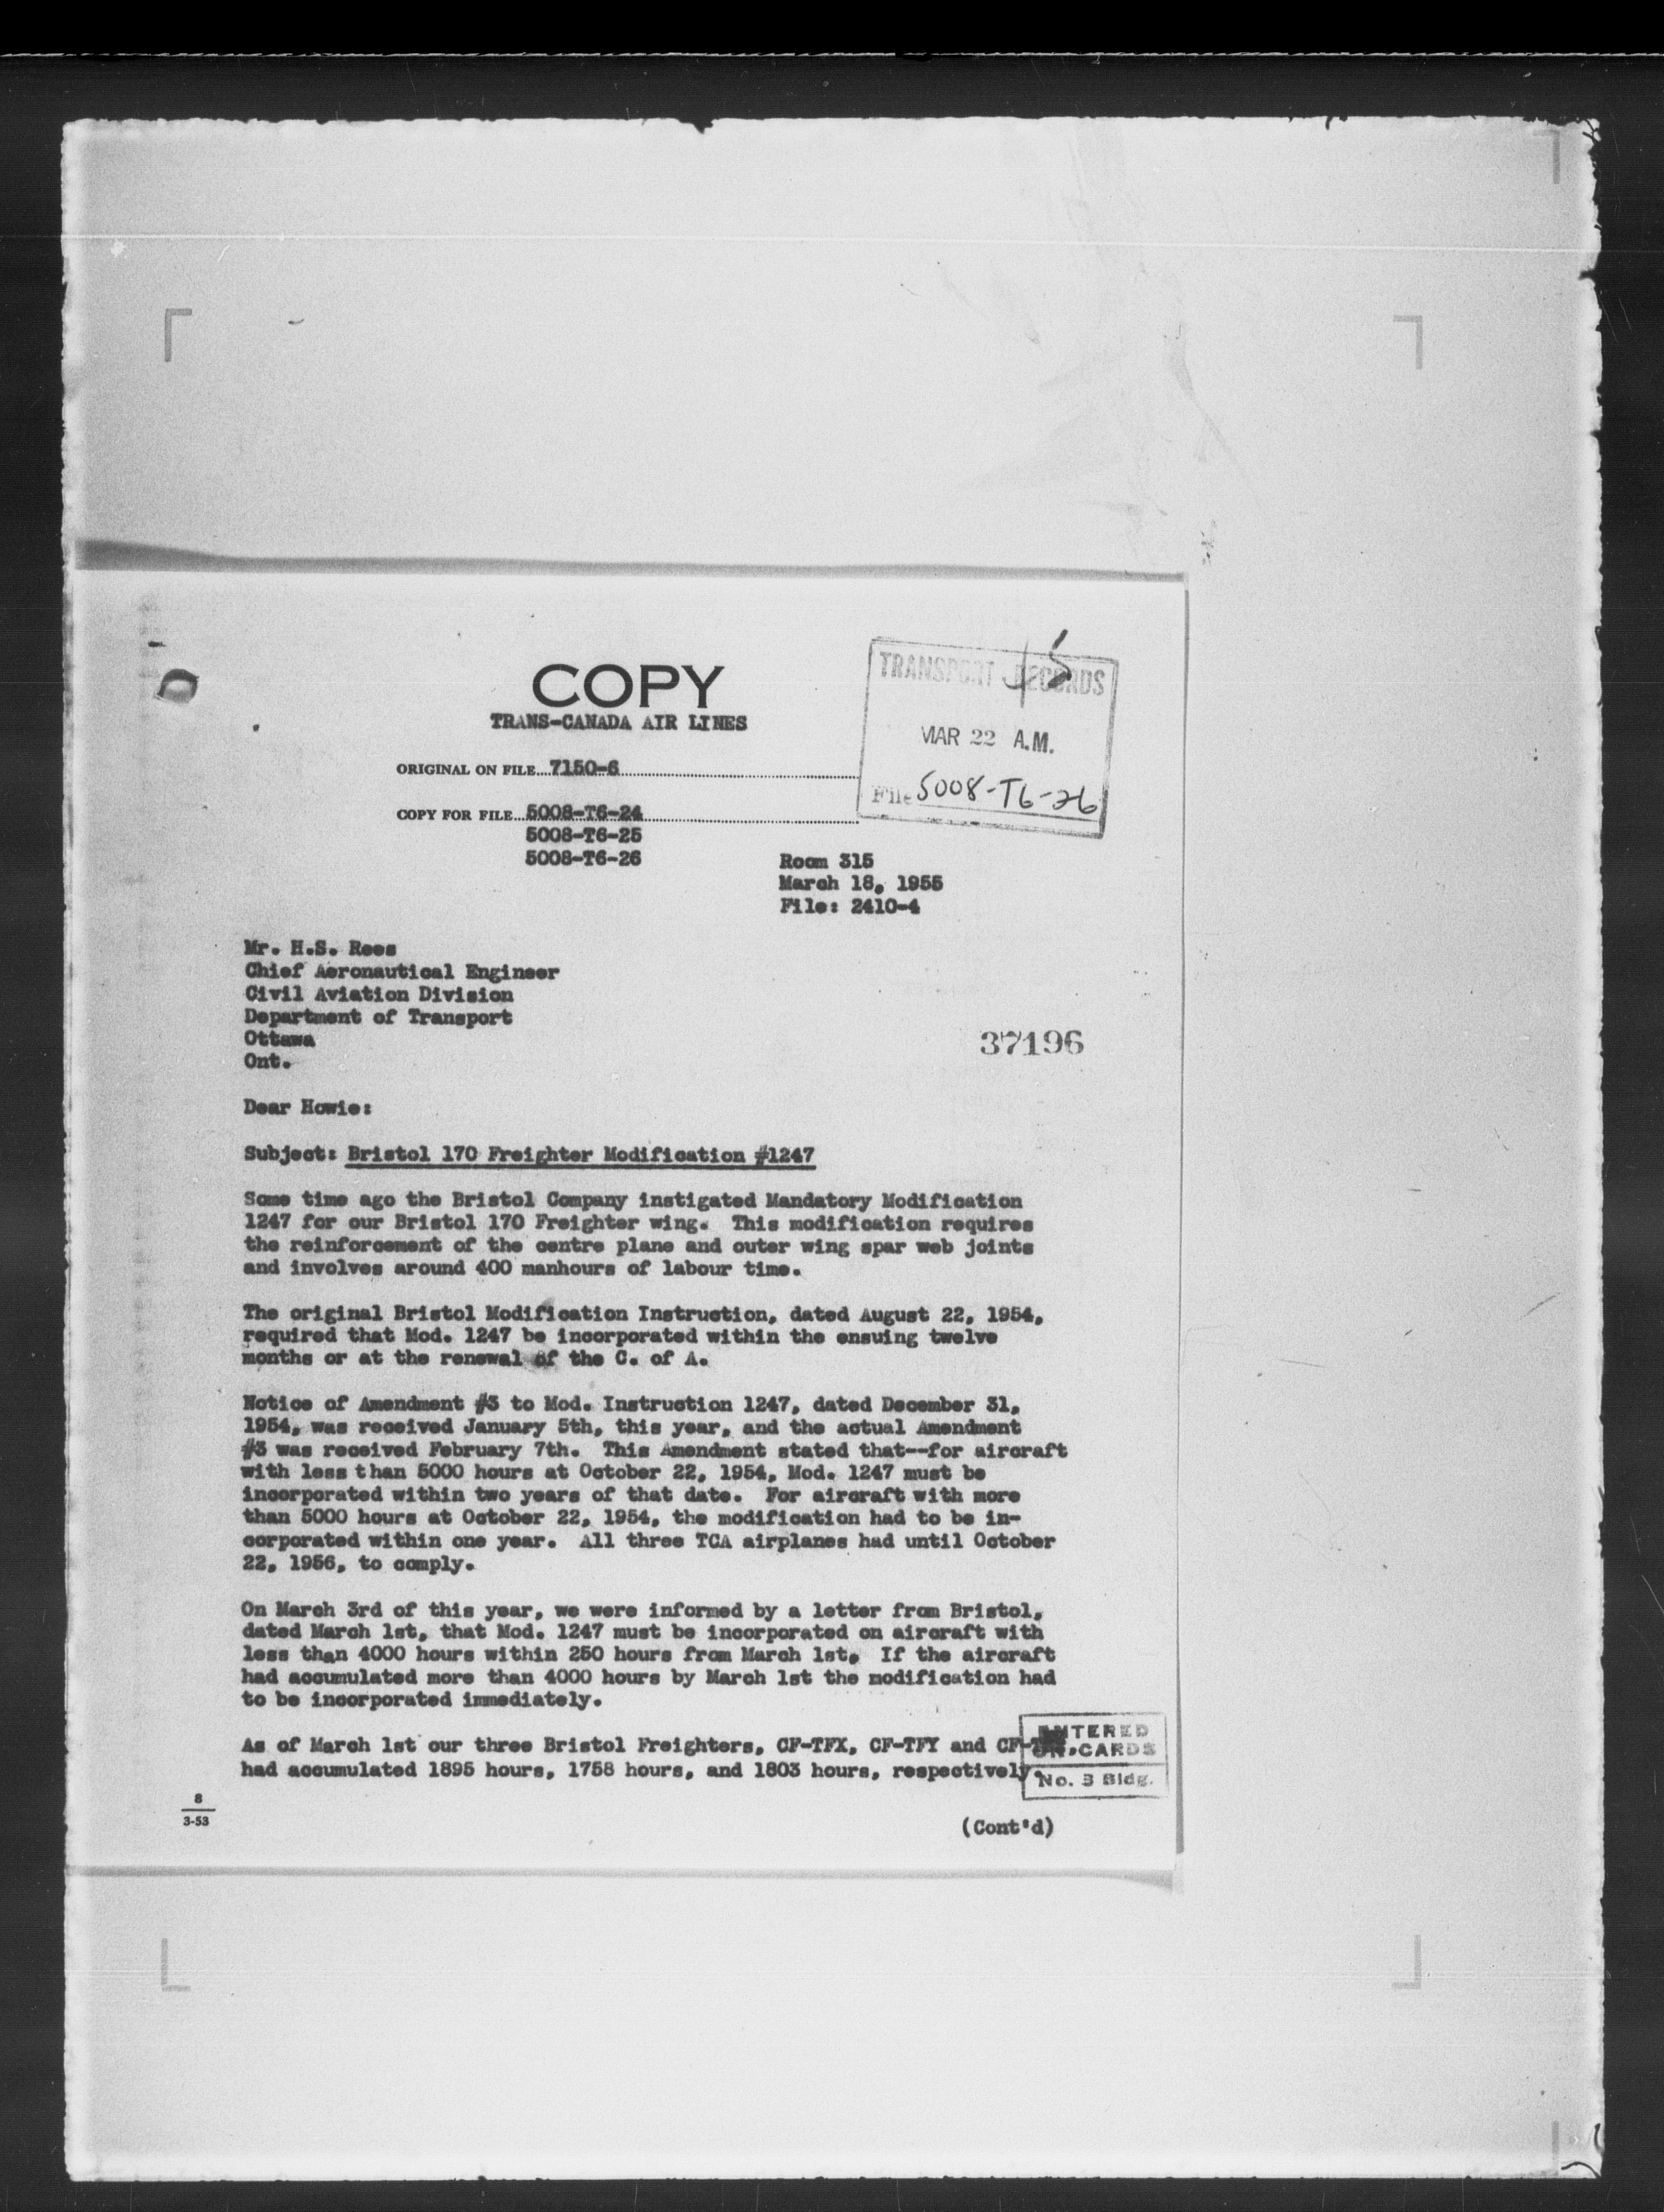 COPY
TRANS-CANADA AIR LINES
TRANSPORT RECORDS
MAR 22 A.M.
File 5008-T6-26
ORIGINAL ON FILE 7150-6
COPY FOR FILE 5008-T6-24
5008-T6-25
5008-T6-26
Room 315
March 18, 1955
File: 2410-4
Mr. H.S. Rees
Chief Aeronautical Engineer
Civil Aviation Division
Department of Transport
Ottawa
Ont.
37196
Dear Howie:
Subject: Bristol 170 Freighter Modification #1247
Some time ago the Bristol Company instigated Mandatory Modification
1247 for our Bristol 170 Freighter wing. This modification requires
the reinforcement of the centre plane and outer wing spar web joints
and involves around 400 manhours of labour time.
The original Bristol Modification Instruction, dated August 22, 1954,
required that Mod. 1247 be incorporated within the ensuing twelve
months or at the renewal of the C. of A.
Notice of Amendment #3 to Mod. Instruction 1247, dated December 31,
1954, was received January 5th, this year, and the actual Amendment
#3 was received February 7th. This Amendment stated that--for aircraft
with less than 5000 hours at October 22, 1954, Mod. 1247 must be
incorporated within two years of that date. For aircraft with more
than 5000 hours at October 22, 1954, the modification had to be in-
corporated within one year. All three TCA airplanes had until October
22, 1956, to comply.
On March 3rd of this year, we were informed by a letter from Bristol,
dated March 1st, that Mod. 1247 must be incorporated on aircraft with
less than 4000 hours within 250 hours from March 1st. If the aircraft
had accumulated more than 4000 hours by March 1st the modification had
to be incorporated immediately.
As of March 1st our three Bristol Freighters, CF-TFX, CF-TFY and
had accumulated 1895 hours, 1758 hours, and 1803 hours, respectively.
ENTERED
ON CARDS
No. 3 Bldg.
8
3-53
(Cont'd)